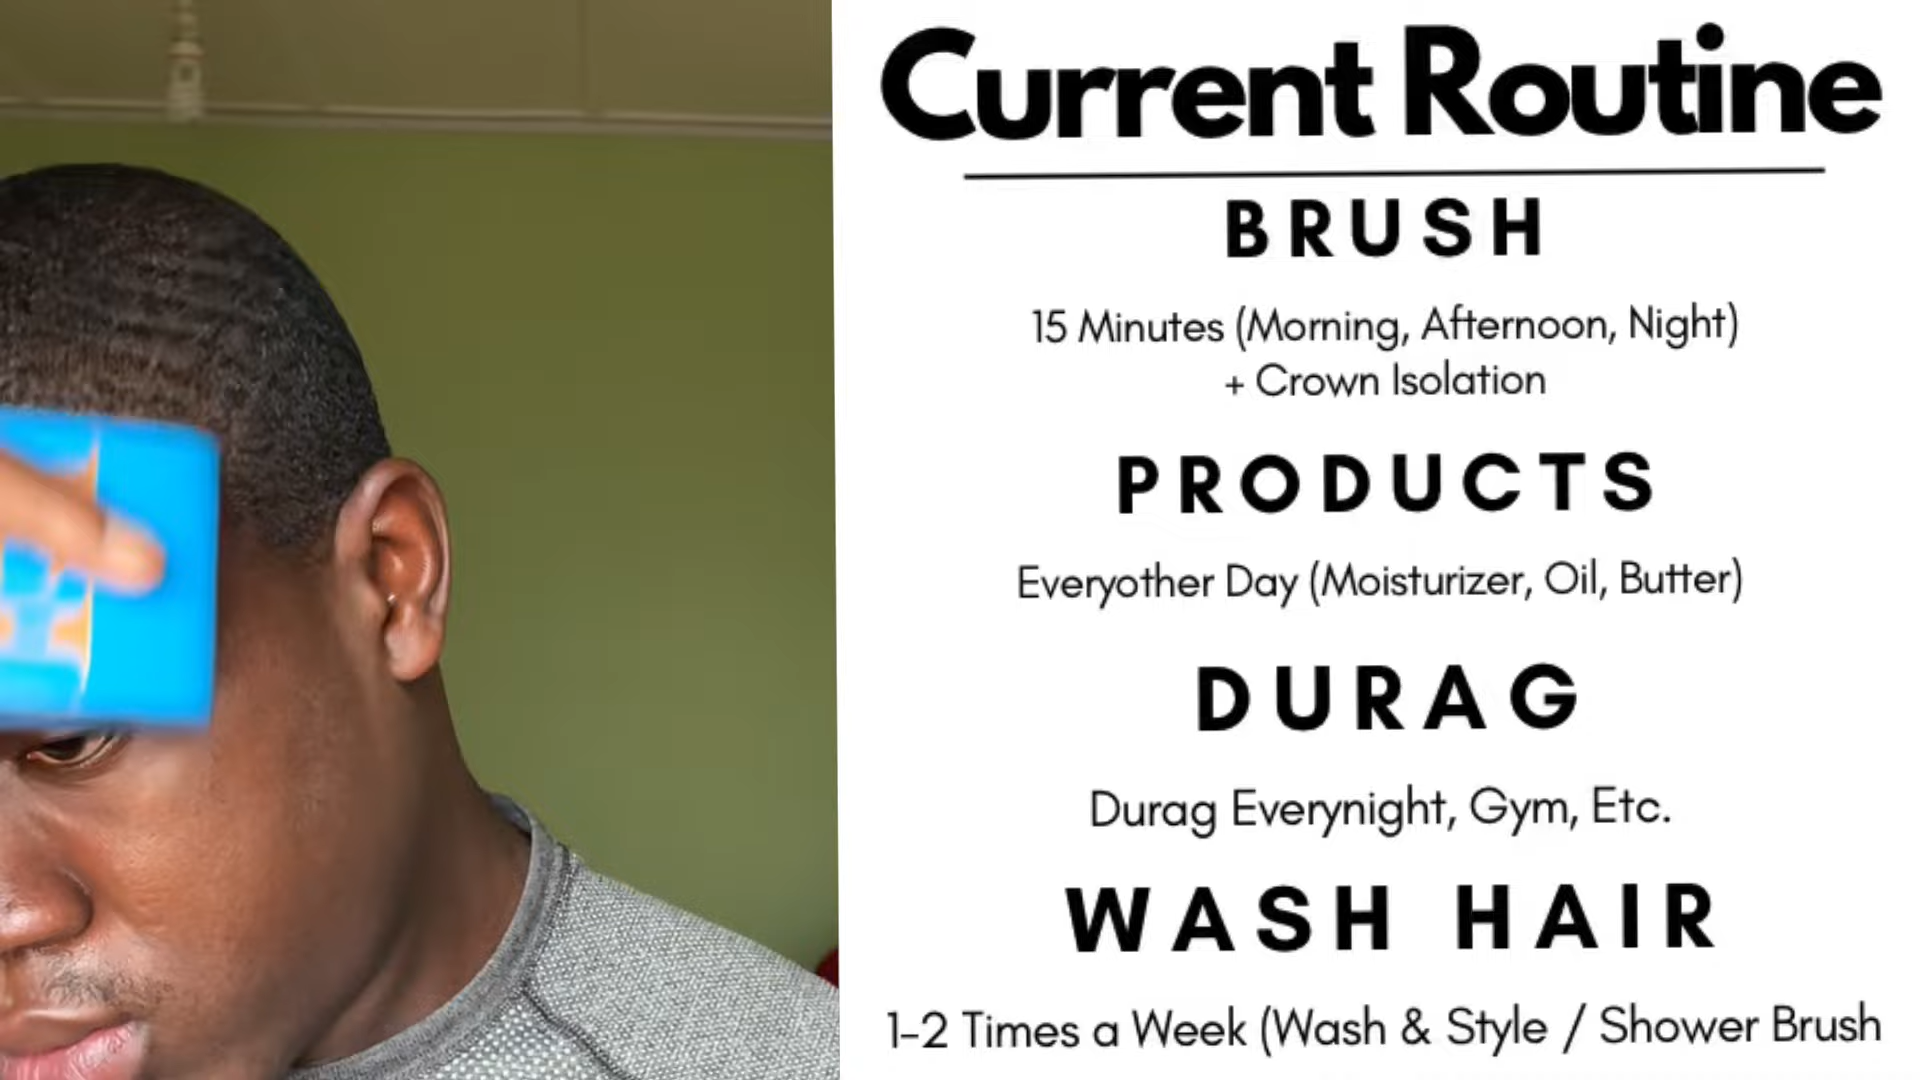 Current Routine
BRUSH
15 Minutes (Morning, Afternoon, Night)
+ Crown Isolation
PRODUCTS
Everyother Day (Moisturizer, Oil, Butter)
DURAG
Durag Everynight, Gym, Etc.
WASH HAIR
1-2 Times a Week (Wash & Style / Shower Brush